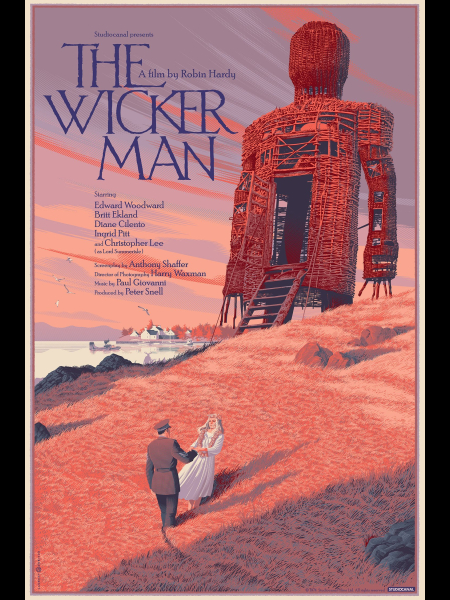 Studiocanal presents
THE
A film by Robin Hardy
WICKER
MAN
Starring
Edward Woodward
Britt Ekland
Diane Cilento
Ingrid Pitt
and Christopher Lee
(as Lord Summerisle)
Screenplay by Anthony Shaffer
Director of Photography Harry Waxman
Music by Paul Giovanni
Produced by Peter Snell
STUDIOCANAL